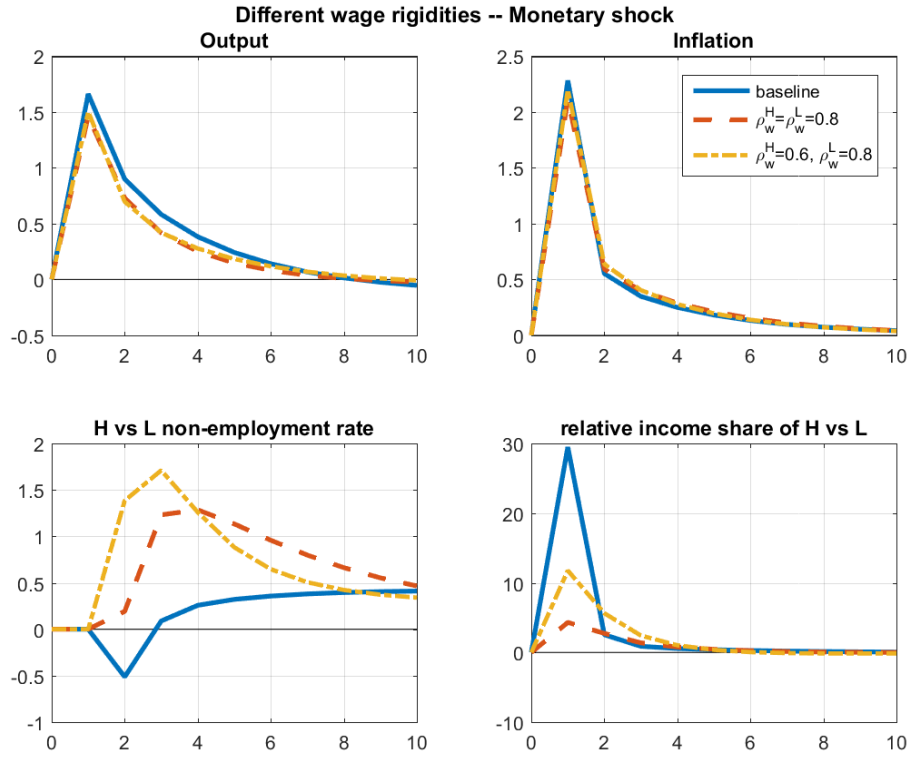 Different wage rigidities -- Monetary shock
Output
2
1.5
1
0.5
0
-0.5
0 2 4 6 8 10
Inflation
2.5
2
1.5
1
0.5
0
0 2 4 6 8 10
baseline
ρ_w^H=ρ_w^L=0.8
ρ_w^H=0.6, ρ_w^L=0.8
H vs L non-employment rate
2
1.5
1
0.5
0
-0.5
-1
0 2 4 6 8 10
relative income share of H vs L
30
20
10
0
-10
0 2 4 6 8 10